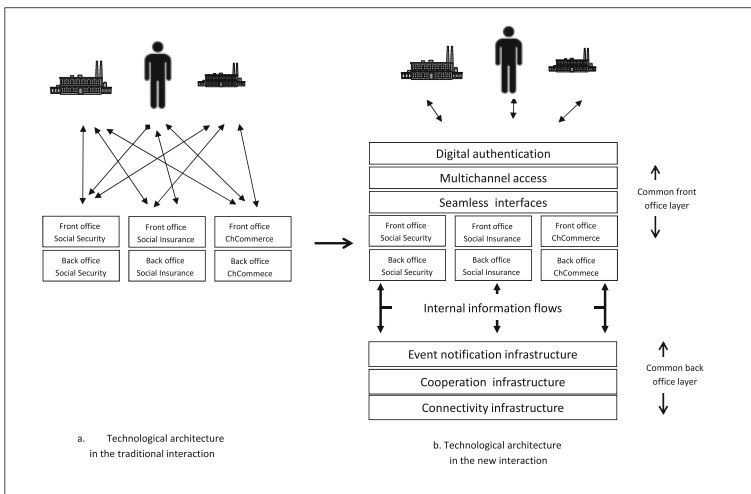 Front office
Social Security
Front office
Social Insurance
Front office
ChCommerce
Back office
Social Security
Back office
Social Insurance
Back office
ChCommece
a. Technological architecture
in the traditional interaction
Digital authentication
Multichannel access
Seamless interfaces
Front office
Social Security
Front office
Social Insurance
Front office
ChCommerce
Back office
Social Security
Back office
Social Insurance
Back office
ChCommece
Common front
office layer
Internal information flows
Event notification infrastructure
Cooperation infrastructure
Connectivity infrastructure
Common back
office layer
b. Technological architecture
in the new interaction